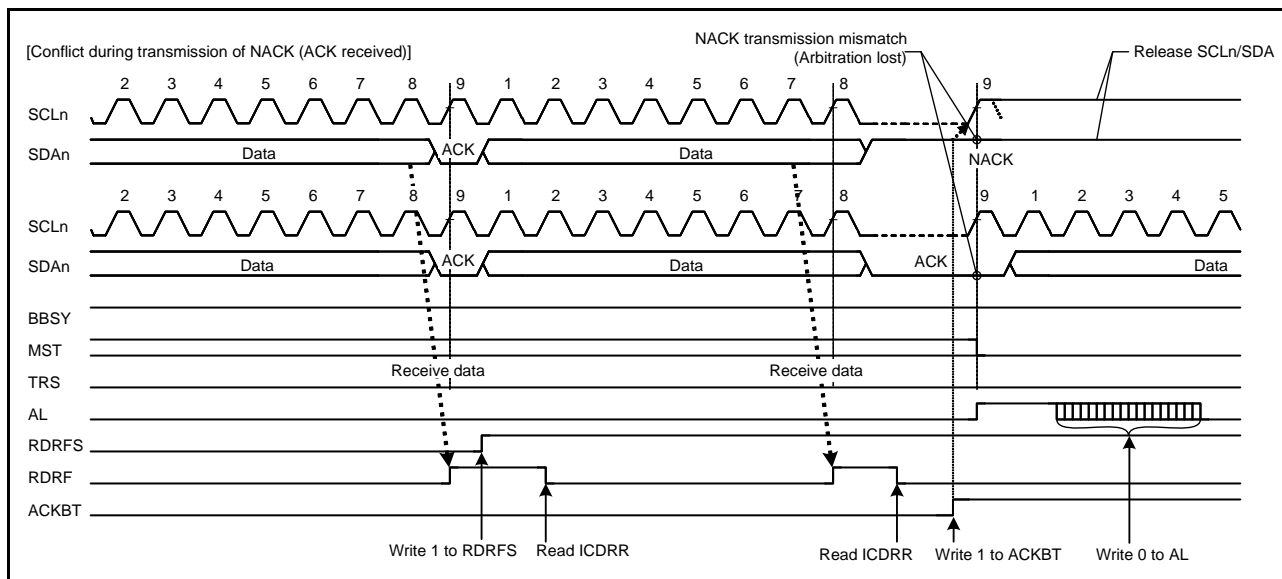 [Conflict during transmission of NACK (ACK received)]
NACK transmission mismatch
(Arbitration lost)
Release SCLn/SDA
2 3 4 5 6 7 8 9 1 2 3 4 5 6 7 8 9
SCLn
SDAn
Data
ACK
Data
NACK
2 3 4 5 6 7 8 9 1 2 3 4 5 6 7 8 9 1 2 3 4 5
SCLn
SDAn
Data
ACK
Data
ACK
Data
BBSY
MST
Receive data
Receive data
TRS
AL
RDRFS
RDRF
ACKBT
Write 1 to RDRFS
Read ICDRR
Read ICDRR
Write 1 to ACKBT
Write 0 to AL